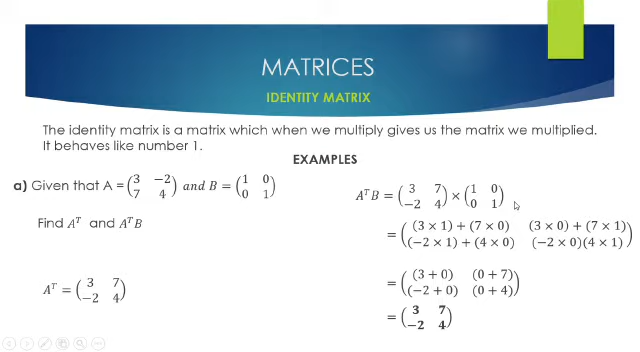 MATRICES
IDENTITY MATRIX
The identity matrix is a matrix which when we multiply gives us the matrix we multiplied.
It behaves like number 1.
EXAMPLES
a) Given that A = (3 −2
7 4) and B = (1 0
0 1)
Find Aᵀ and AᵀB
Aᵀ = (3 7
−2 4)
AᵀB = (3 7
−2 4) × (1 0
0 1)
= ((3 × 1) + (7 × 0) (3 × 0) + (7 × 1)
(−2 × 1) + (4 × 0) (−2 × 0)(4 × 1))
= ((3 + 0) (0 + 7)
(−2 + 0) (0 + 4))
= (3 7
−2 4)